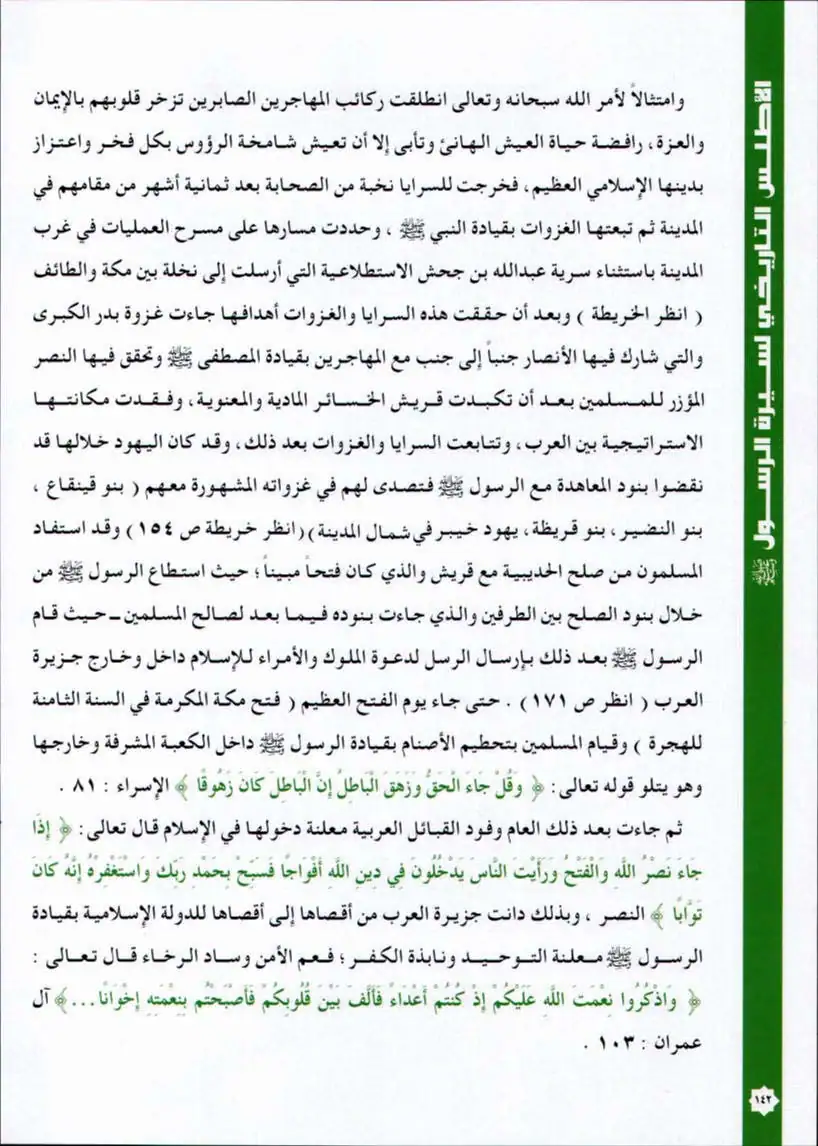 وامتثالاً لأمر الله سبحانه وتعالى انطلقت ركائب المهاجرين الصابرين تزخر قلوبهم بالإيمان
والعزة، رافضة حياة العيش الهانئ وتأبى إلا أن تعيش شامخة الرؤوس بكل فخر واعتزاز
بدينها الإسلامي العظيم، فخرجت للسرايا نخبة من الصحابة بعد ثمانية أشهر من مقامهم في
المدينة ثم تبعتها الغزوات بقيادة النبي ﷺ ، وحددت مسارها على مسرح العمليات في غرب
المدينة باستثناء سرية عبدالله بن جحش الاستطلاعية التي أرسلت إلى نخلة بين مكة والطائف
( انظر الخريطة ) وبعد أن حققت هذه السرايا والغزوات أهدافها جاءت غزوة بدر الكبرى
والتي شارك فيها الأنصار جنباً إلى جنب مع المهاجرين بقيادة المصطفى ﷺ وتحقق فيها النصر
المؤزر للمسلمين بعد أن تكبدت قريش الخسائر المادية والمعنوية، وفقدت مكانتها
الاستراتيجية بين العرب، وتتابعت السرايا والغزوات بعد ذلك، وقد كان اليهود خلالها قد
نقضوا بنود المعاهدة مع الرسول ﷺ فتصدى لهم في غزواته المشهورة معهم ( بنو قينقاع ،
بنو النضير، بنو قريظة، يهود خيبر في شمال المدينة)(انظر خريطة ص ١٥٤) وقد استفاد
المسلمون من صلح الحديبية مع قريش والذي كان فتحاً مبيناً؛ حيث استطاع الرسول ﷺ من
خلال بنود الصلح بين الطرفين والذي جاءت بنوده فيما بعد لصالح المسلمين ــ حيث قام
الرسول ﷺ بعد ذلك بإرسال الرسل لدعوة الملوك والأمراء للإسلام داخل وخارج جزيرة
العرب ( انظر ص ١٧١) . حتى جاء يوم الفتح العظيم ( فتح مكة المكرمة في السنة الثامنة
للهجرة ) وقيام المسلمين بتحطيم الأصنام بقيادة الرسول ﷺ داخل الكعبة المشرفة وخارجها
وهو يتلو قوله تعالى: ﴿ وَقُلْ جَاءَ الْحَقُّ وَزَهَقَ الْبَاطِلُ إِنَّ الْبَاطِلَ كَانَ زَهُوقًا ﴾ الإسراء : ٨١ .
ثم جاءت بعد ذلك العام وفود القبائل العربية معلنة دخولها في الإسلام قال تعالى: ﴿ إِذَا
جَاءَ نَصْرُ اللَّهِ وَالْفَتْحُ وَرَأَيْتَ النَّاسَ يَدْخُلُونَ فِي دِينِ اللَّهِ أَفْوَاجًا فَسَبِّحْ بِحَمْدِ رَبِّكَ وَاسْتَغْفِرْهُ إِنَّهُ كَانَ
تَوَّابًا ﴾ النصر ، وبذلك دانت جزيرة العرب من أقصاها إلى أقصاها للدولة الإسلامية بقيادة
الرسول ﷺ معلنة التوحيد ونابذة الكفر؛ فعم الأمن وساد الرخاء قال تعالى :
﴿ وَاذْكُرُوا نِعْمَتَ اللَّهِ عَلَيْكُمْ إِذْ كُنتُمْ أَعْدَاءً فَأَلَّفَ بَيْنَ قُلُوبِكُمْ فَأَصْبَحْتُم بِنِعْمَتِهِ إِخْوَانًا ... ﴾ آل
عمران : ١٠٣ .
الأطلس التاريخي لسيرة الرسول ﷺ
١٤٢